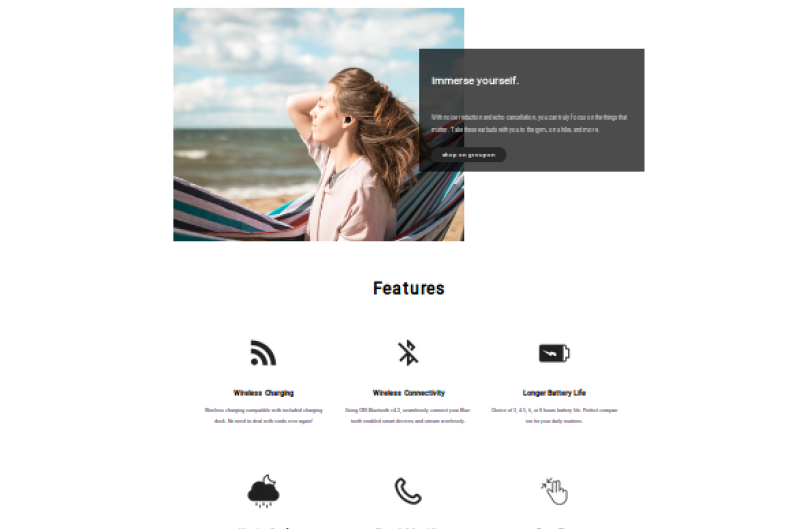 Immerse yourself.
With noise reduction and echo cancellation, you can truly focus on the things that
matter. Take these earbuds with you to the gym, on a hike, and more.
shop on groupon
Features
Wireless Charging
Wireless Connectivity
Longer Battery Life
Wireless charging compatible with included charging
dock. No need to deal with cords ever again!
Using CSR Bluetooth v4.2, seamlessly connect your Blue-
tooth enabled smart devices and stream wirelessly.
Choice of 3, 4.5, 6, or 8 hours battery life. Perfect compan-
ion for your daily routines.